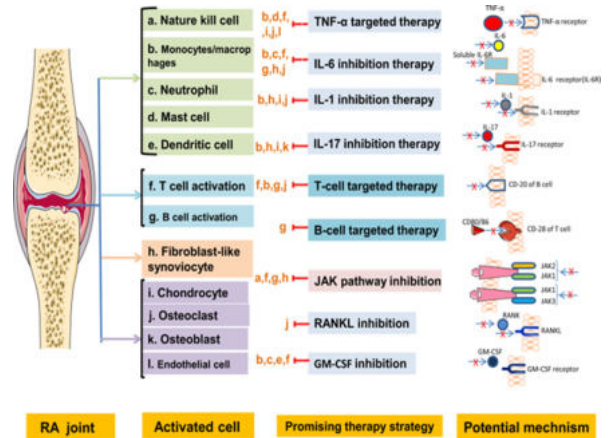 a. Nature kill cell
b. Monocytes/macrop
hages
c. Neutrophil
d. Mast cell
e. Dendritic cell
f. T cell activation
g. B cell activation
h. Fibroblast-like
synoviocyte
i. Chondrocyte
j. Osteoclast
k. Osteoblast
l. Endothelial cell
b,d,f,
,i,j,l
b,c,f,
g,h,j
b,h,i,j
b,h,i,k
f,b,g,j
g
a,f,g,h
j
b,c,e,f
TNF-α targeted therapy
IL-6 inhibition therapy
IL-1 inhibition therapy
IL-17 inhibition therapy
T-cell targeted therapy
B-cell targeted therapy
JAK pathway inhibition
RANKL inhibition
GM-CSF inhibition
TNF-α
TNF-α receptor
IL-6
Soluble IL-6R
IL-6 receptor(IL-6R)
IL-1
IL-1 receptor
IL-17
IL-17 receptor
CD-20 of B cell
CD80/86
CD-28 of T cell
JAK2
JAK1
JAK1
JAK3
RANK
RANKL
GM-CSF
GM-CSF receptor
RA joint
Activated cell
Promising therapy strategy
Potential mechnism